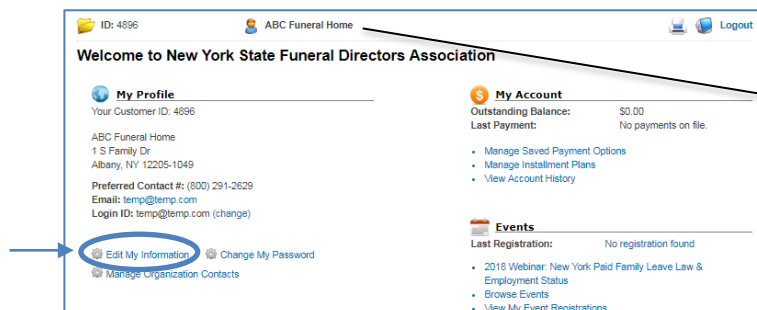 ID: 4896 ABC Funeral Home Logout
Welcome to New York State Funeral Directors Association
My Profile
Your Customer ID: 4896
ABC Funeral Home
1 S Family Dr
Albany, NY 12205-1049
Preferred Contact #: (800) 291-2629
Email: temp@temp.com
Login ID: temp@temp.com (change)
Edit My Information Change My Password
Manage Organization Contacts
My Account
Outstanding Balance: $0.00
Last Payment: No payments on file.
Manage Saved Payment Options
Manage Installment Plans
View Account History
Events
Last Registration: No registration found
2018 Webinar: New York Paid Family Leave Law &
Employment Status
Browse Events
View My Event Registrations